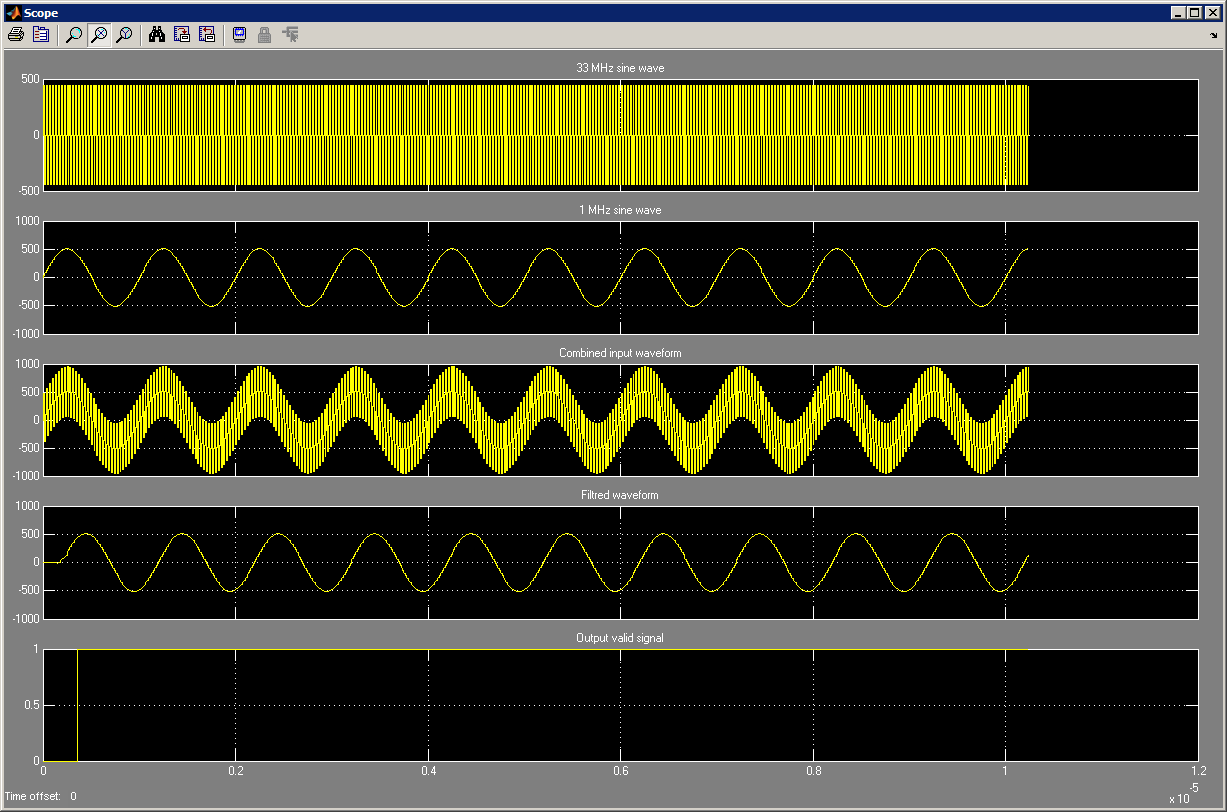 Scope
33 MHz sine wave
500
0
-500
1 MHz sine wave
1000
500
0
-500
-1000
Combined input waveform
1000
500
0
-500
-1000
Filtred waveform
1000
500
0
-500
-1000
Output valid signal
1
0.5
0
0 0.2 0.4 0.6 0.8 1 1.2
x 10^-5
Time offset: 0